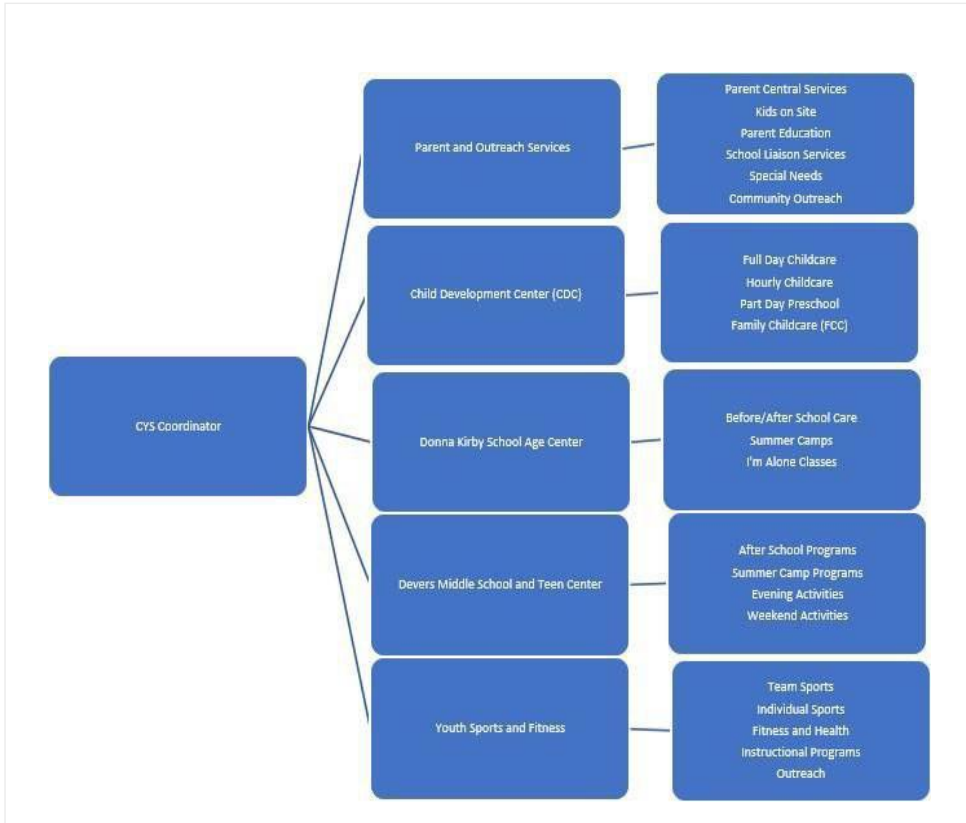 CYS Coordinator
Parent and Outreach Services
Parent Central Services
Kids on Site
Parent Education
School Liaison Services
Special Needs
Community Outreach
Child Development Center (CDC)
Full Day Childcare
Hourly Childcare
Part Day Preschool
Family Childcare (FCC)
Donna Kirby School Age Center
Before/After School Care
Summer Camps
I'm Alone Classes
Devers Middle School and Teen Center
After School Programs
Summer Camp Programs
Evening Activities
Weekend Activities
Youth Sports and Fitness
Team Sports
Individual Sports
Fitness and Health
Instructional Programs
Outreach